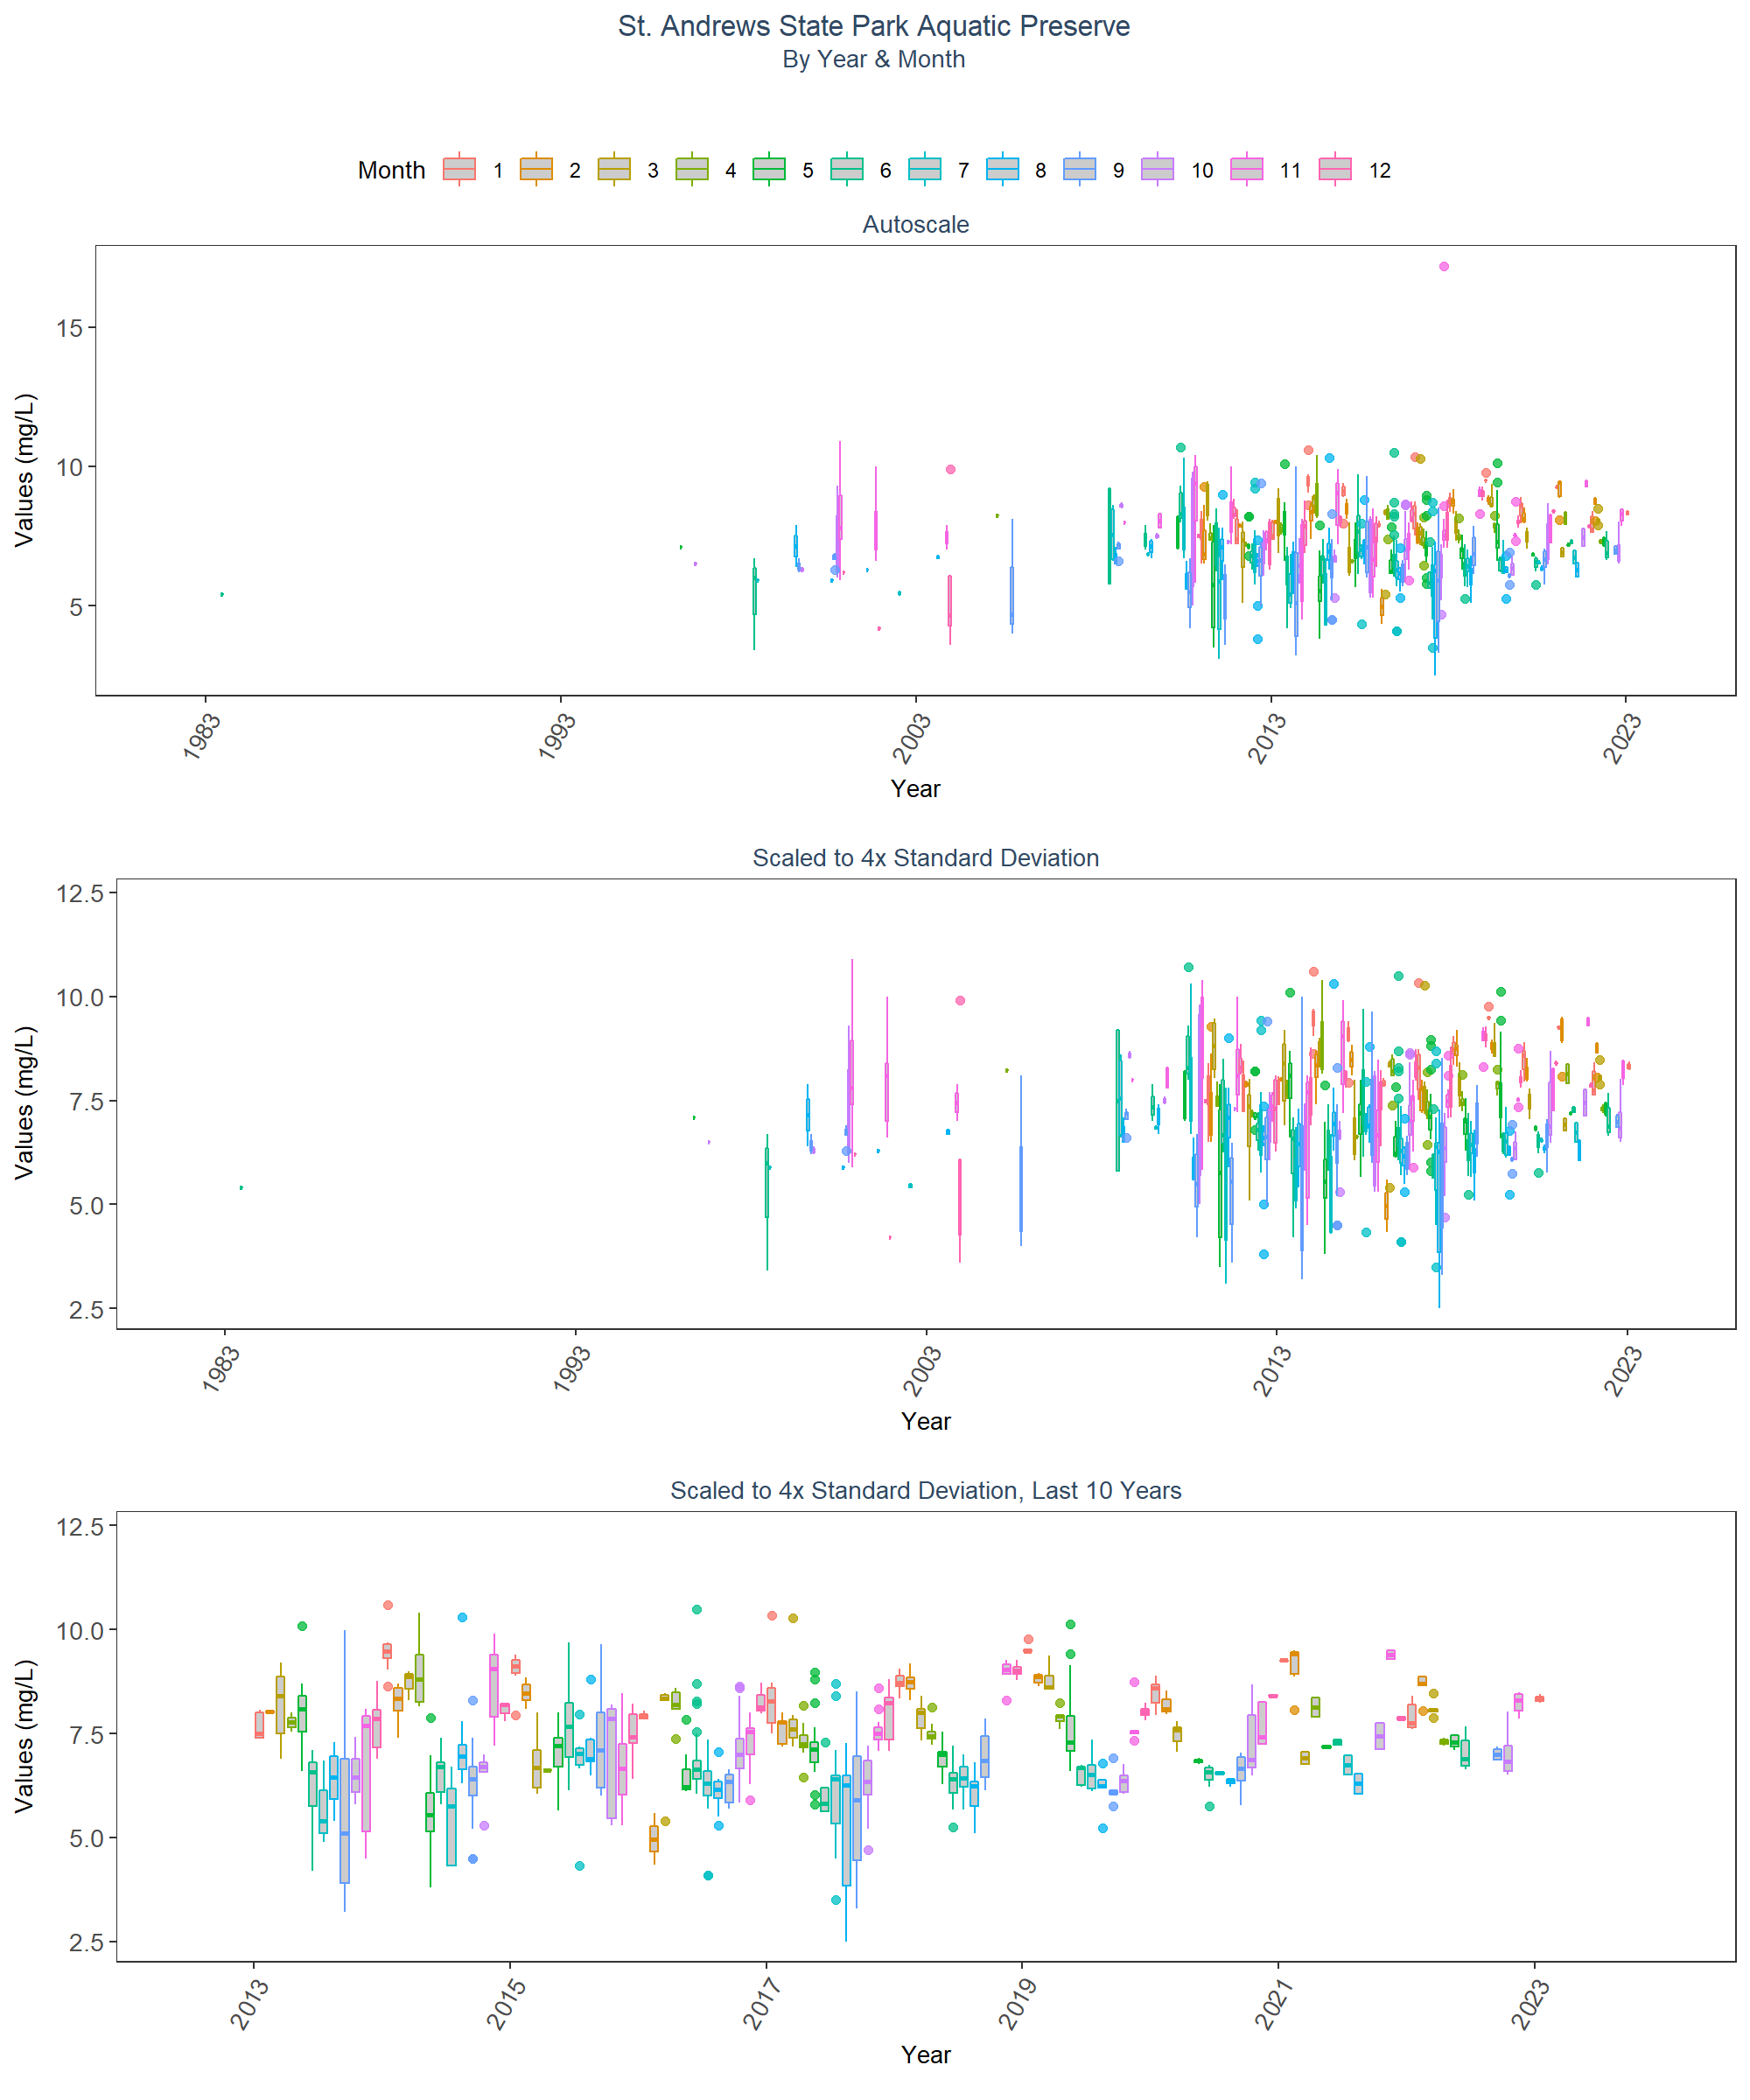 St. Andrews State Park Aquatic Preserve
By Year & Month
Month 1 2 3 4 5 6 7 8 9 10 11 12
Autoscale
Values (mg/L)
15
10
5
1983 1993 2003 2013 2023
Year
Scaled to 4x Standard Deviation
Values (mg/L)
12.5
10.0
7.5
5.0
2.5
1983 1993 2003 2013 2023
Year
Scaled to 4x Standard Deviation, Last 10 Years
Values (mg/L)
12.5
10.0
7.5
5.0
2.5
2013 2015 2017 2019 2021 2023
Year